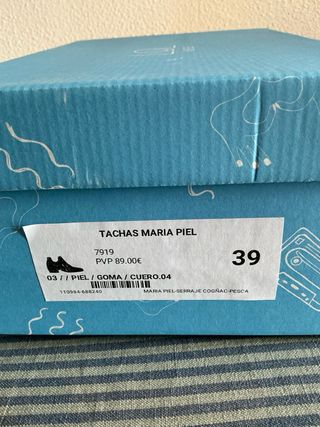 TACHAS MARIA PIEL
7919
PVP 89.00€
39
03 / / PIEL / GOMA / CUERO.04
110994-688240
MARIA PIEL-SERRAJE COGÑAC-PESCA